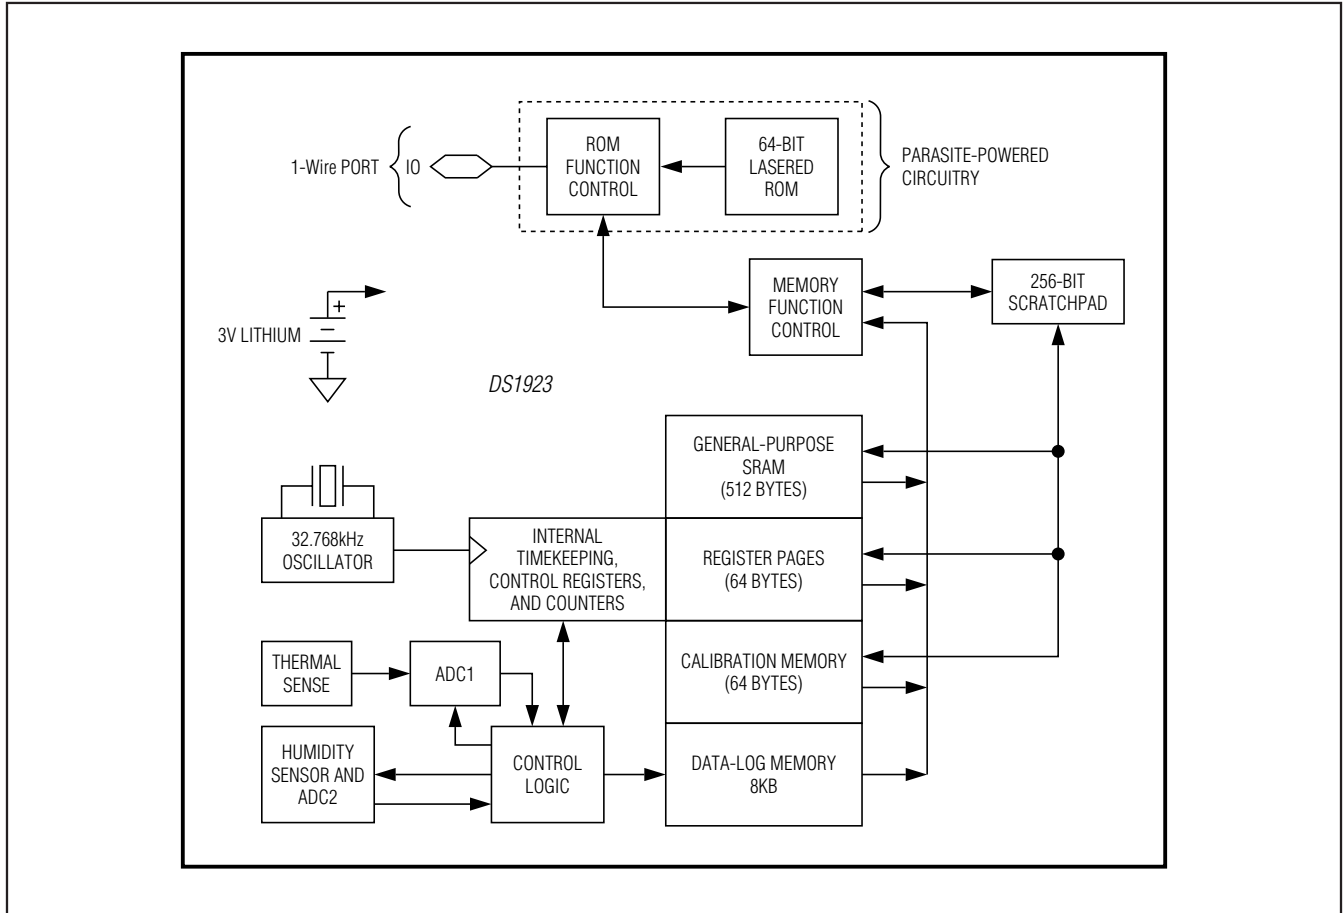 ROM
FUNCTION
CONTROL
64-BIT
LASERED
ROM
1-Wire PORT
IO
PARASITE-POWERED
CIRCUITRY
MEMORY
FUNCTION
CONTROL
256-BIT
SCRATCHPAD
+
3V LITHIUM
DS1923
GENERAL-PURPOSE
SRAM
(512 BYTES)
32.768kHz
OSCILLATOR
INTERNAL
TIMEKEEPING,
CONTROL REGISTERS,
AND COUNTERS
REGISTER PAGES
(64 BYTES)
THERMAL
SENSE
ADC1
CALIBRATION MEMORY
(64 BYTES)
HUMIDITY
SENSOR AND
ADC2
CONTROL
LOGIC
DATA-LOG MEMORY
8KB